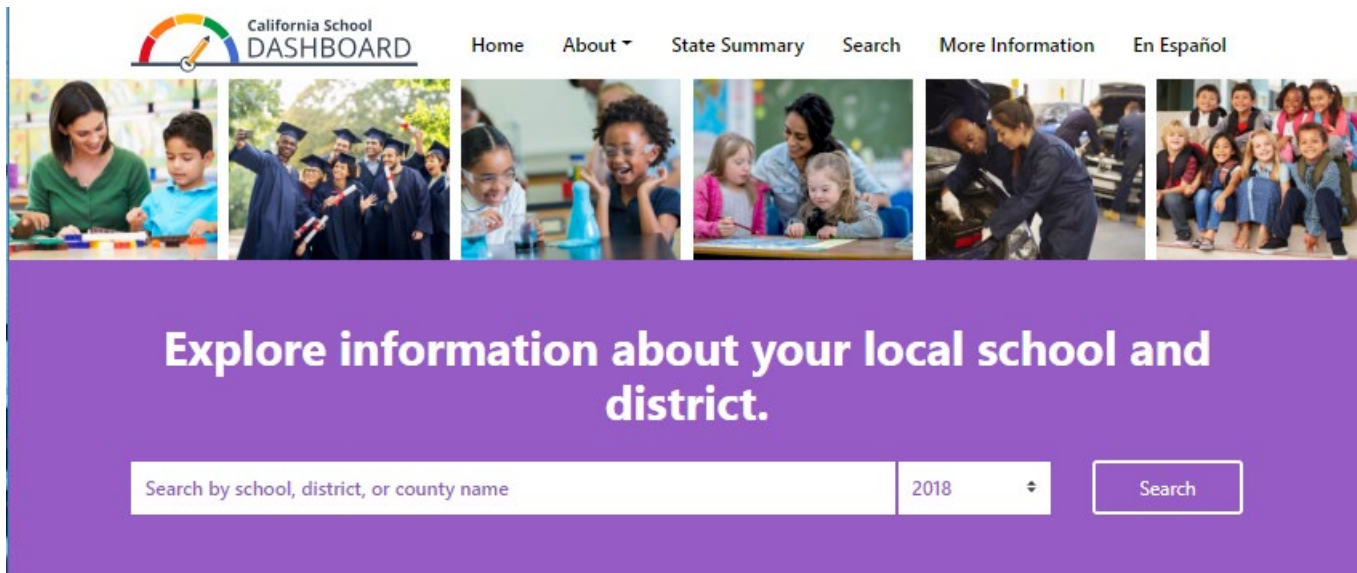 California School
DASHBOARD
Home About State Summary Search More Information En Español
Explore information about your local school and
district.
Search by school, district, or county name 2018 Search